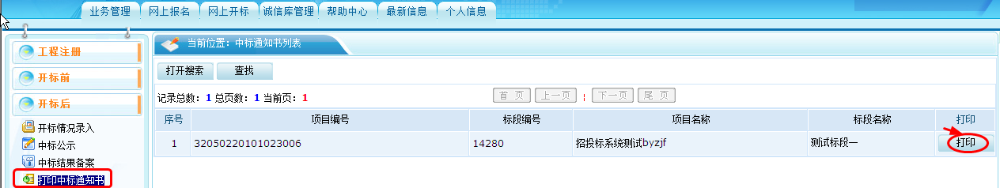 业务管理 网上报名 网上开标 诚信库管理 帮助中心 最新信息 个人信息
工程注册
开标前
开标后
开标情况录入
中标公示
中标结果备案
打印中标通知书
当前位置：中标通知书列表
打开搜索 查找
记录总数：1 总页数：1 当前页：1 首 页 上一页 下一页 尾 页
序号 项目编号 标段编号 项目名称 标段名称 打印
1 32050220101023006 14280 招投标系统测试byzjf 测试标段一 打印